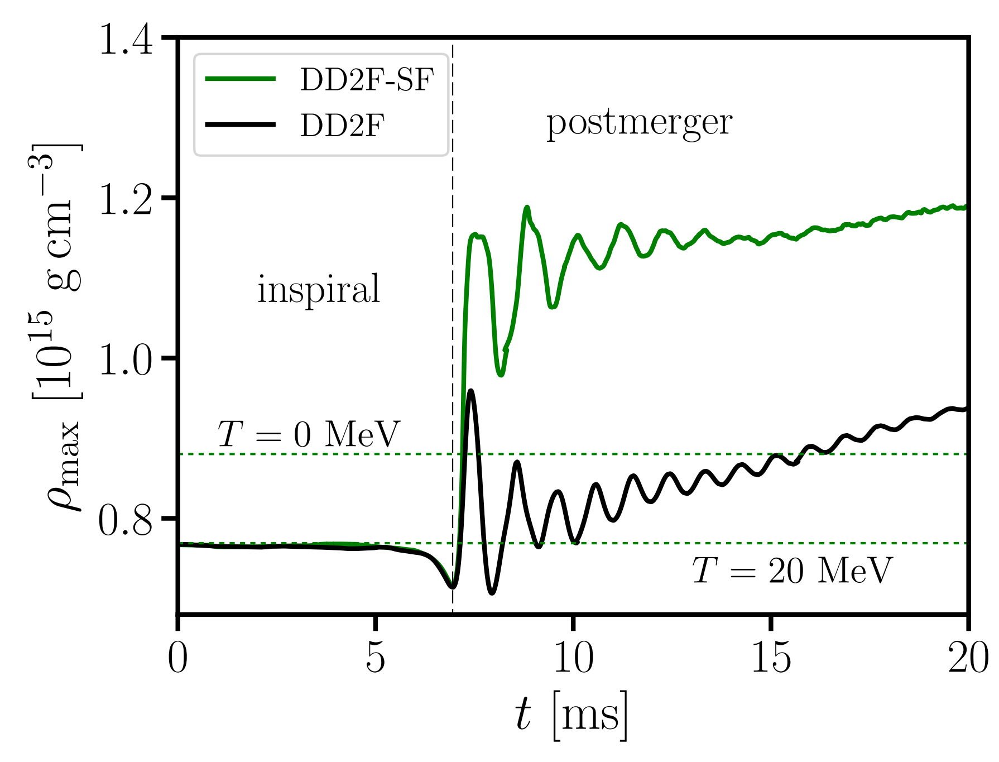 1.4
1.2
1.0
0.8
ρmax [10^15 g cm^−3]
DD2F-SF
DD2F
postmerger
inspiral
T = 0 MeV
T = 20 MeV
0 5 10 15 20
t [ms]